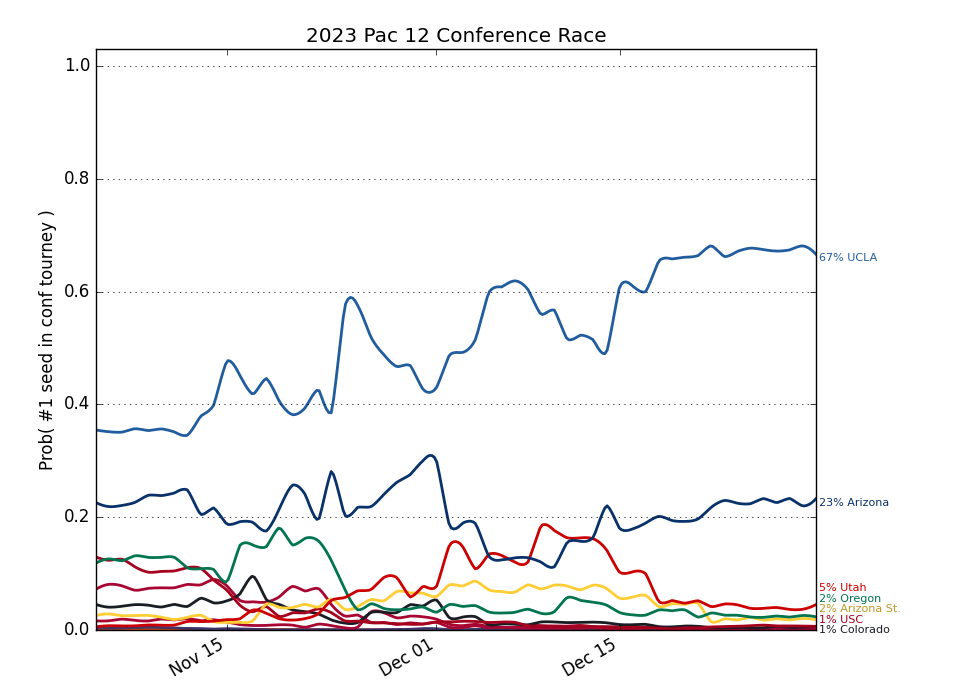 2023 Pac 12 Conference Race
Prob( #1 seed in conf tourney )
1.0
0.8
0.6
0.4
0.2
0.0
Nov 15
Dec 01
Dec 15
67% UCLA
23% Arizona
5% Utah
2% Oregon
2% Arizona St.
1% USC
1% Colorado